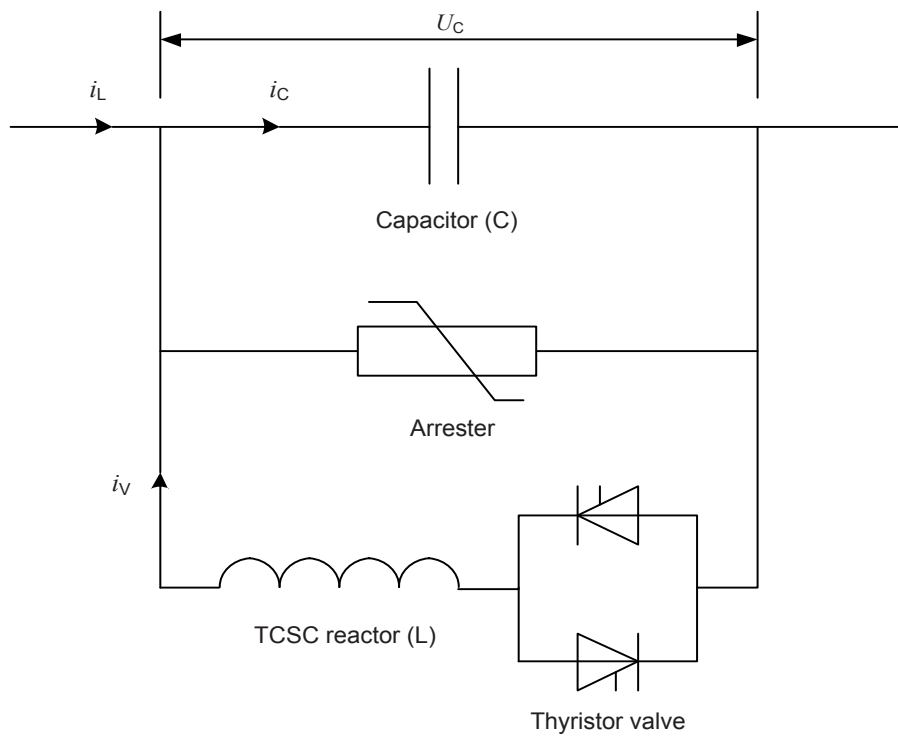 U_C
i_L
i_C
Capacitor (C)
Arrester
i_V
TCSC reactor (L)
Thyristor valve